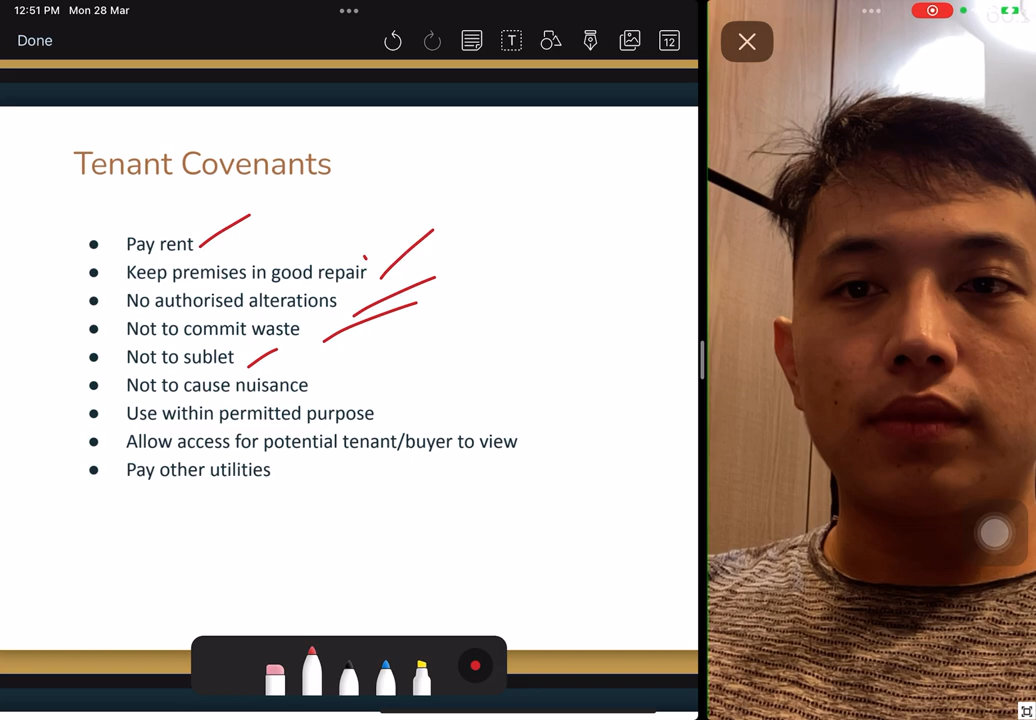 12:51 PM Mon 28 Mar
Done
12
Tenant Covenants
● Pay rent
● Keep premises in good repair
● No authorised alterations
● Not to commit waste
● Not to sublet
● Not to cause nuisance
● Use within permitted purpose
● Allow access for potential tenant/buyer to view
● Pay other utilities